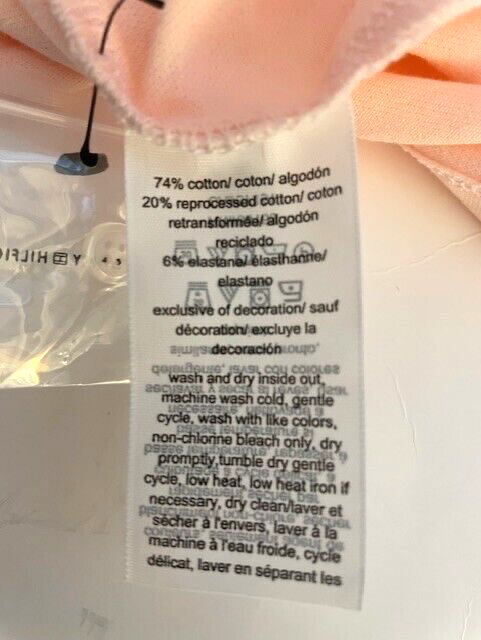 74% cotton/ coton/ algodón
20% reprocessed cotton/ coton
retransformée/ algodón
reciclado
6% elastane/ élasthanne/
elastano
exclusive of decoration/ sauf
décoration/ excluye la
decoración
wash and dry inside out,
machine wash cold, gentle
cycle, wash with like colors,
non-chlorine bleach only, dry
promptly,tumble dry gentle
cycle, low heat, low heat iron if
necessary, dry clean/laver et
sécher à l'envers, laver à la
machine à l'eau froide, cycle
délicat, laver en séparant les
Y HILFIG